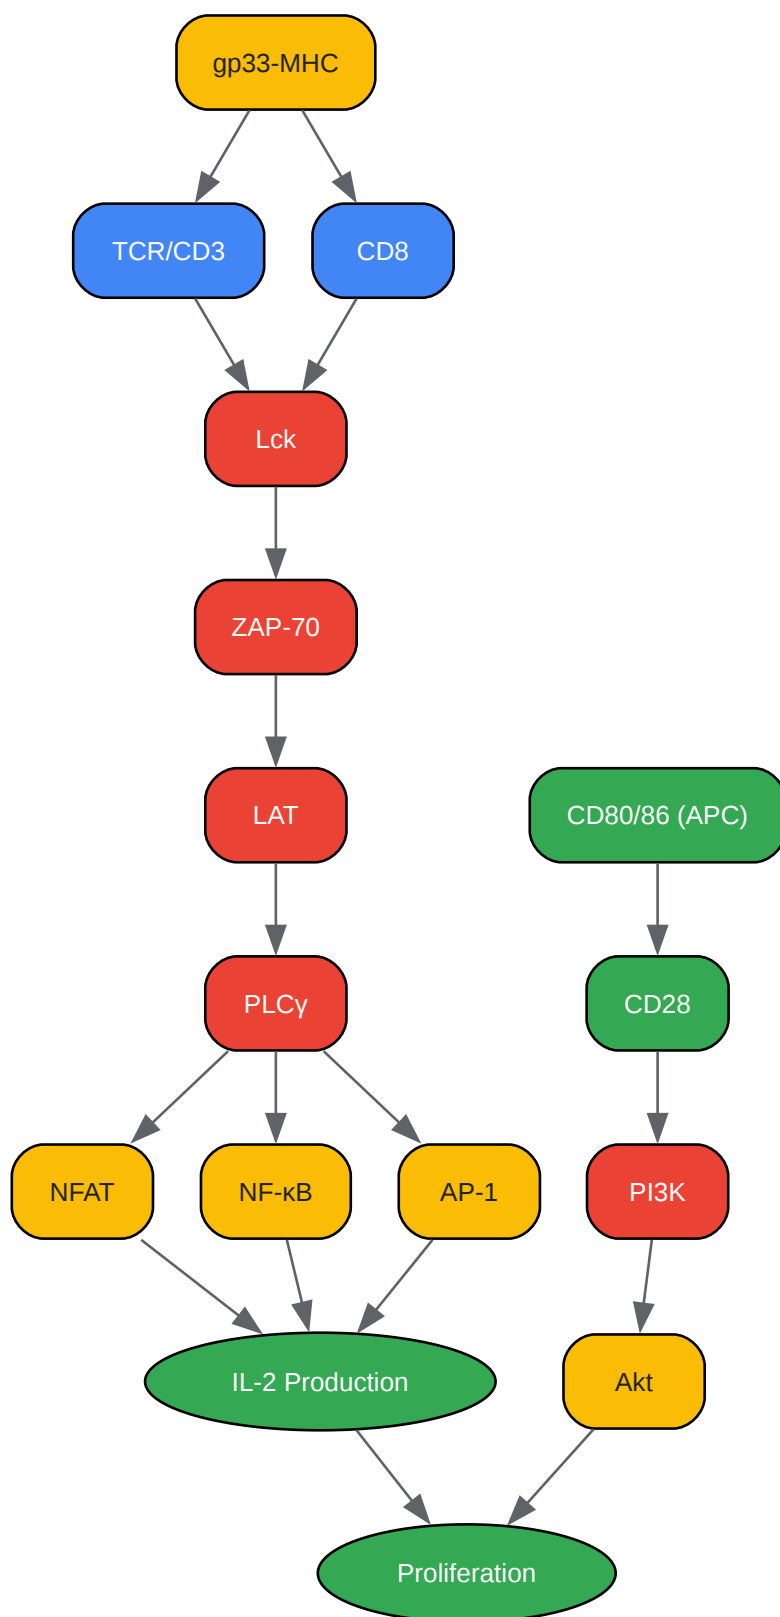 gp33-MHC
TCR/CD3
CD8
Lck
ZAP-70
LAT
CD80/86 (APC)
PLCγ
CD28
NFAT
NF-κB
AP-1
PI3K
IL-2 Production
Akt
Proliferation